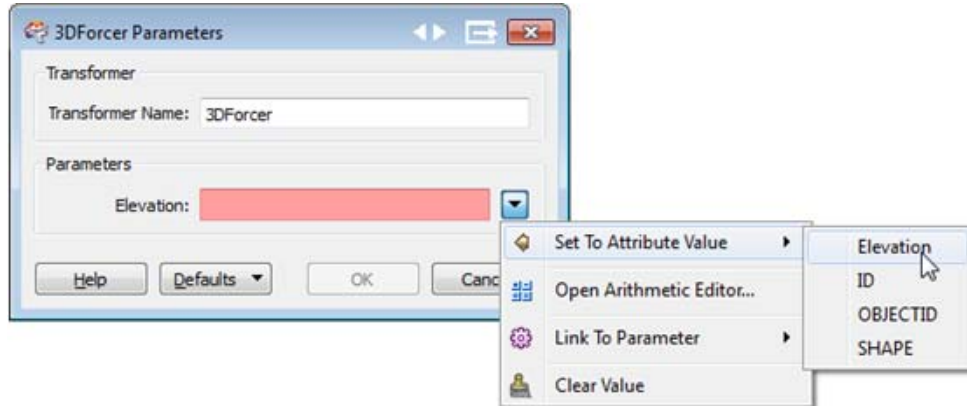 3DForcer Parameters
Transformer
Transformer Name: 3DForcer
Parameters
Elevation:
Help Defaults OK Canc
Set To Attribute Value
Open Arithmetic Editor...
Link To Parameter
Clear Value
Elevation
ID
OBJECTID
SHAPE